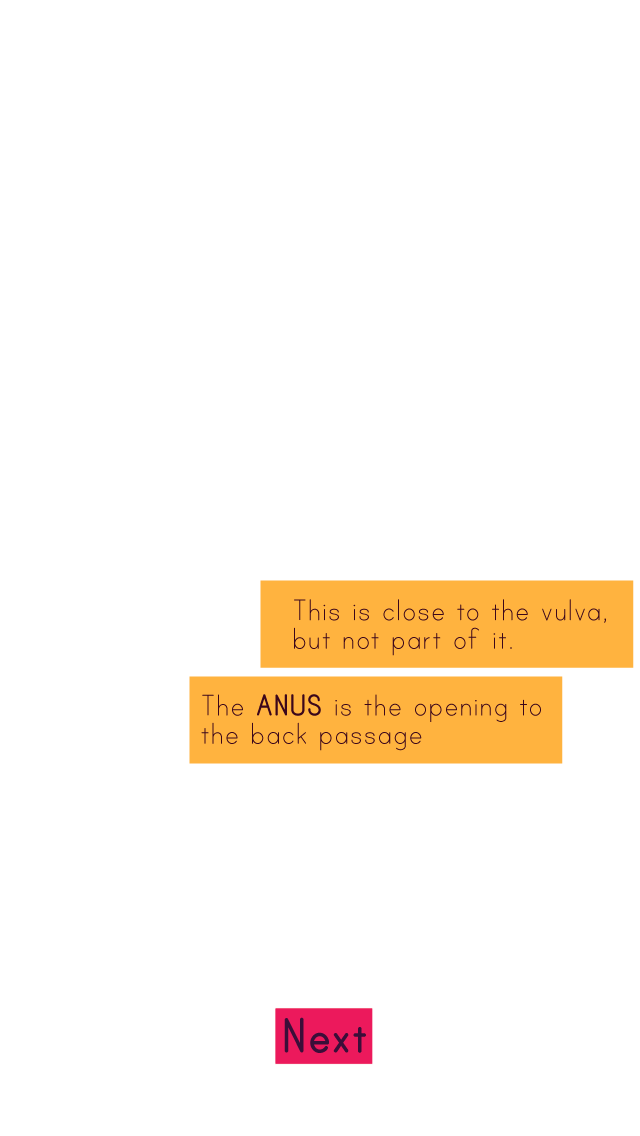 This is close to the vulva,
but not part of it.
The ANUS is the opening to
the back passage
Next